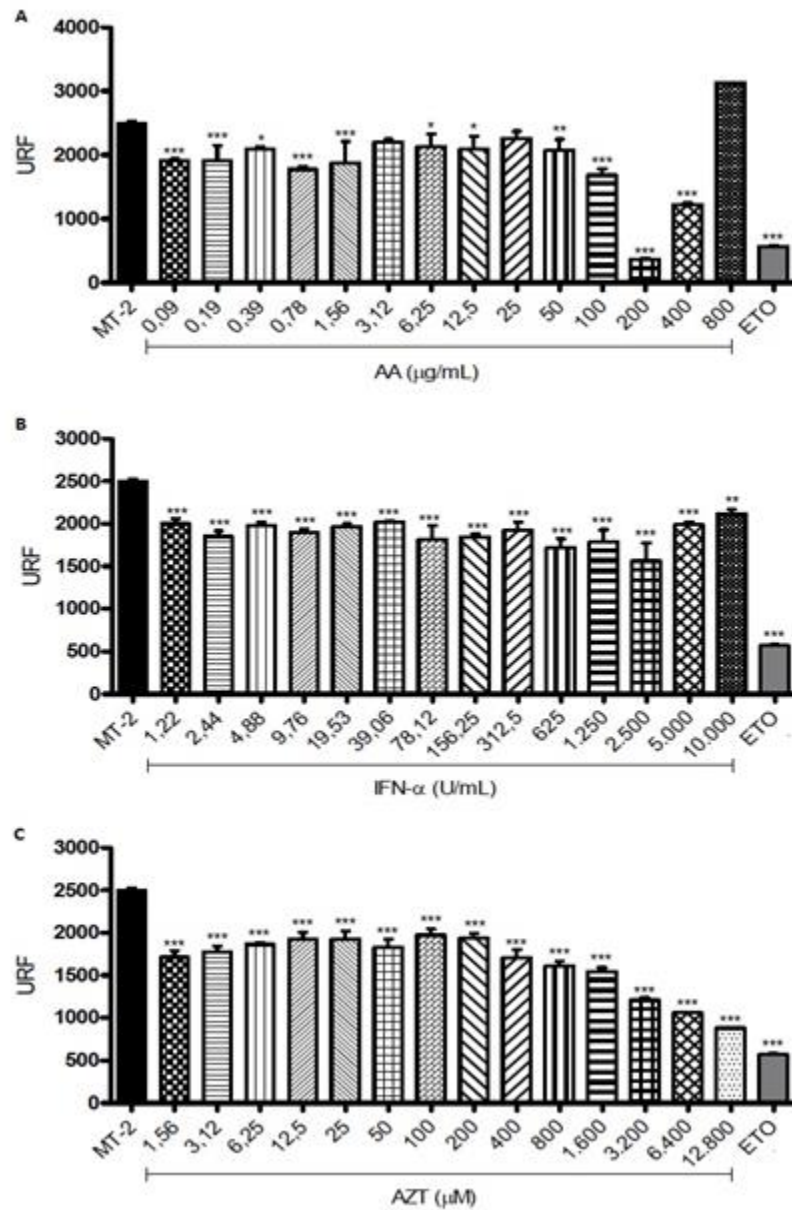 A
4000
3000
2000
1000
0
URF
*** *** * *** *** * * ** *** *** *** ***
MT-2 0,09 0,19 0,39 0,78 1,56 3,12 6,25 12,5 25 50 100 200 400 800 ETO
AA (µg/mL)
B
3000
2500
2000
1500
1000
500
0
URF
*** *** *** *** *** *** *** *** *** *** *** *** *** ** ***
MT-2 1,22 2,44 4,88 9,76 19,53 39,06 78,12 156,25 312,5 625 1.250 2.500 5.000 10.000 ETO
IFN-α (U/mL)
C
3000
2500
2000
1500
1000
500
0
URF
*** *** *** *** *** *** *** *** *** *** *** *** *** *** ***
MT-2 1,56 3,12 6,25 12,5 25 50 100 200 400 800 1.600 3.200 6.400 12.800 ETO
AZT (µM)